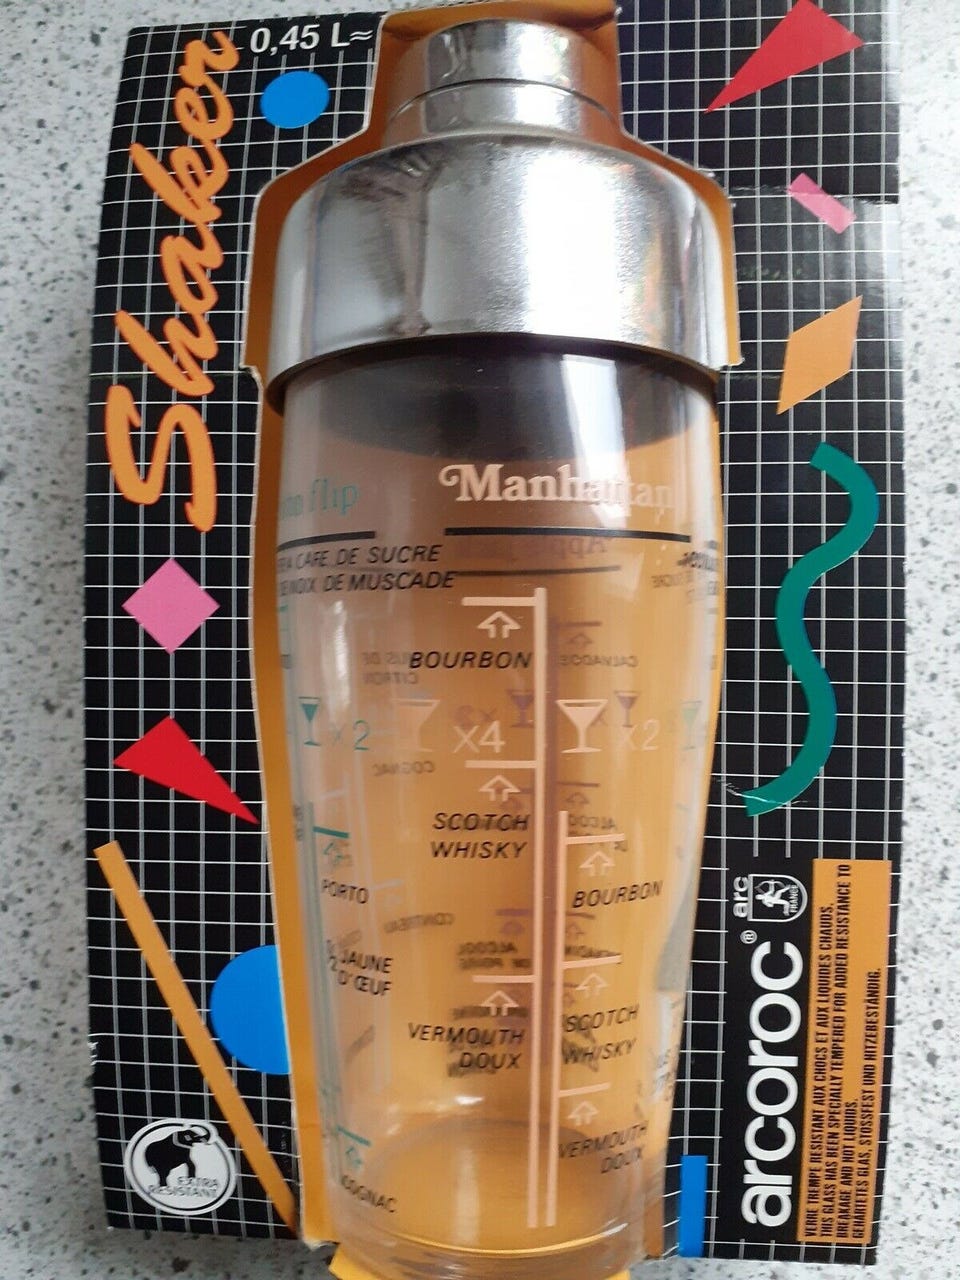 0,45 L≈
Shaker
Manhattan
flip
CAFE DE SUCRE
NOIX DE MUSCADE
BOURBON
x2
x4
x2
SCOTCH
WHISKY
BOURBON
PORTO
JAUNE
D'ŒUF
VERMOUTH
DOUX
SCOTCH
WHISKY
VERMOUTH
DOUX
COGNAC
EXTRA
RESISTANT
arc
FRANCE
arcoroc®
VERRE TREMPE RESISTANT AUX CHOCS ET AUX LIQUIDES CHAUDS.
THIS GLASS HAS BEEN SPECIALLY TEMPERED FOR ADDED RESISTANCE TO
BREAKAGE AND HOT LIQUIDS.
GEHÄRTETES GLAS, STOSSFEST UND HITZEBESTÄNDIG.